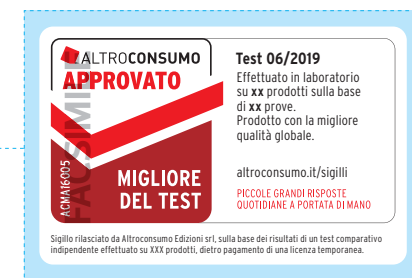 ALTROCONSUMO
APPROVATO
FACSIMILE
ACMA16005
MIGLIORE
DEL TEST
Test 06/2019
Effettuato in laboratorio
su xx prodotti sulla base
di xx prove.
Prodotto con la migliore
qualità globale.
altroconsumo.it/sigilli
PICCOLE GRANDI RISPOSTE
QUOTIDIANE A PORTATA DI MANO
Sigillo rilasciato da Altroconsumo Edizioni srl, sulla base dei risultati di un test comparativo
indipendente effettuato su XXX prodotti, dietro pagamento di una licenza temporanea.